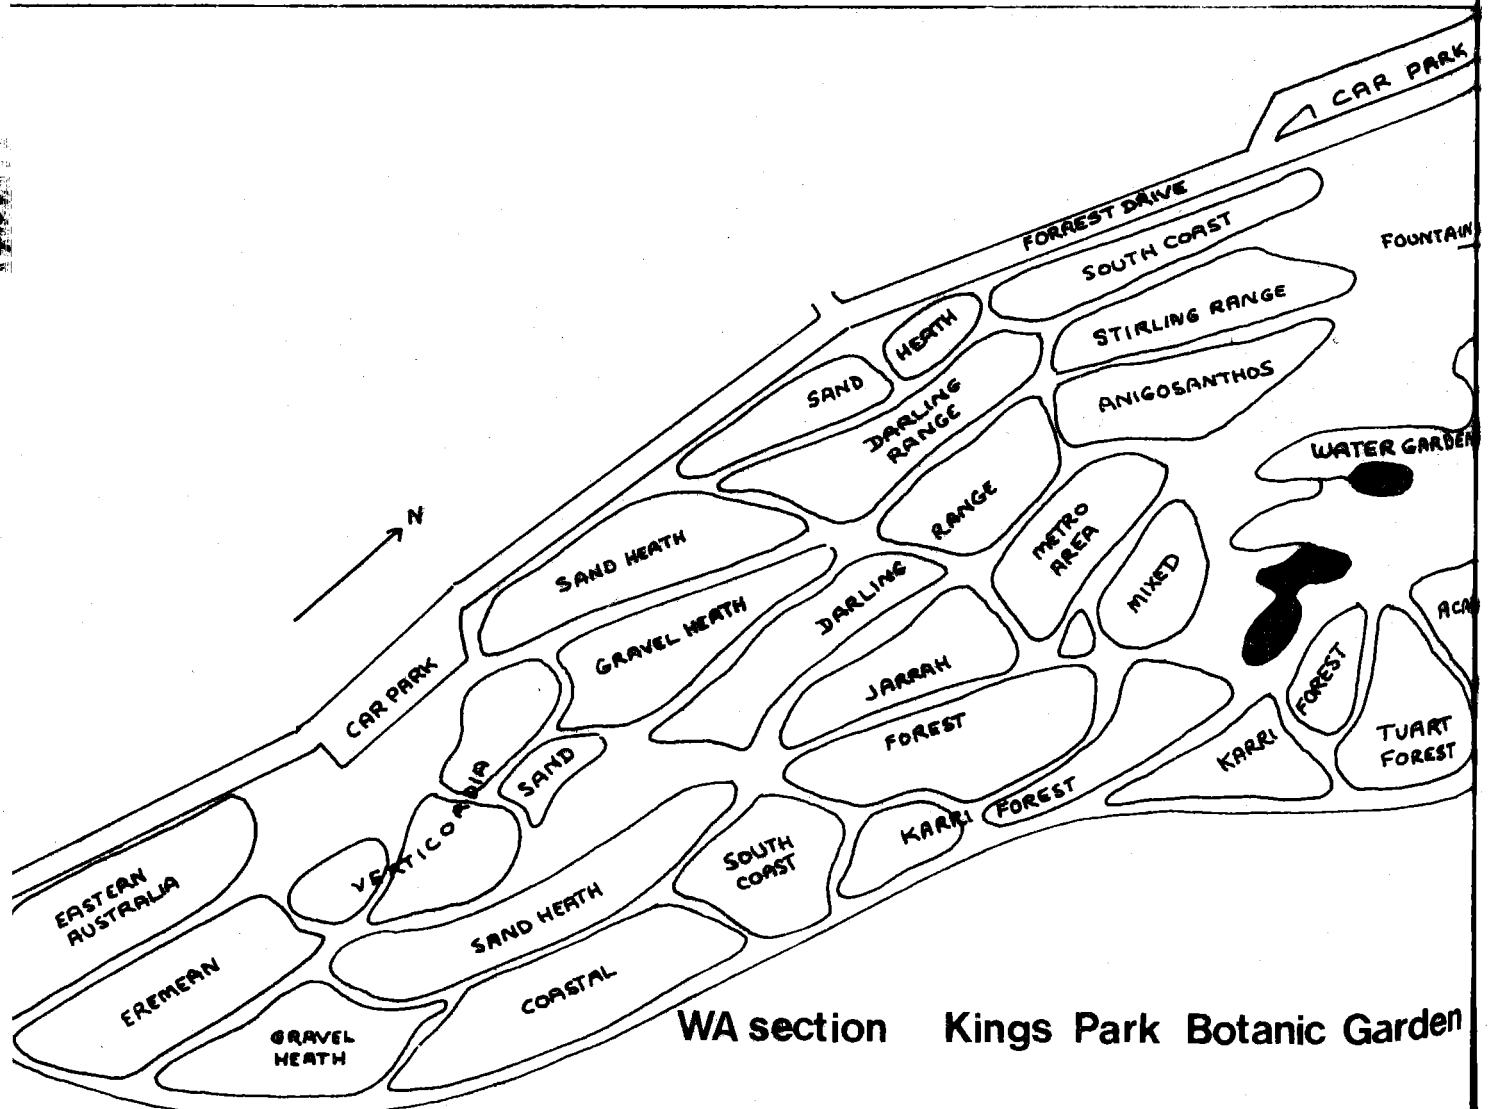 CAR PARK
FORREST DRIVE
SOUTH COAST
FOUNTAIN
STIRLING RANGE
HEATH
SAND
ANIGOSANTHOS
DARLING
RANGE
WATER GARDEN
RANGE
METRO
AREA
N
SAND HEATH
MIXED
DARLING
GRAVEL HEATH
ACA
JARRAH
FOREST
CAR PARK
FOREST
TUART
FOREST
KARRI
SAND
VERTICORDIA
FOREST
KARRI
SOUTH
COAST
EASTERN
AUSTRALIA
SAND HEATH
EREMEAN
COASTAL
GRAVEL
HEATH
WA section Kings Park Botanic Garden